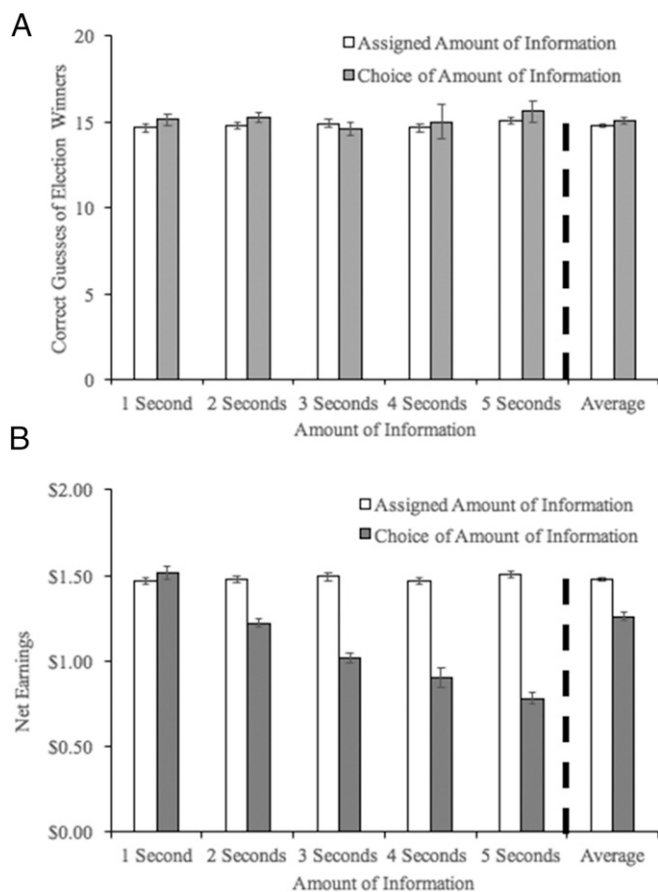 A
20
15
10
5
0
Correct Guesses of Election Winners
Assigned Amount of Information
Choice of Amount of Information
1 Second 2 Seconds 3 Seconds 4 Seconds 5 Seconds Average
Amount of Information
B
$2.00
$1.50
$1.00
$0.50
$0.00
Net Earnings
Assigned Amount of Information
Choice of Amount of Information
1 Second 2 Seconds 3 Seconds 4 Seconds 5 Seconds Average
Amount of Information